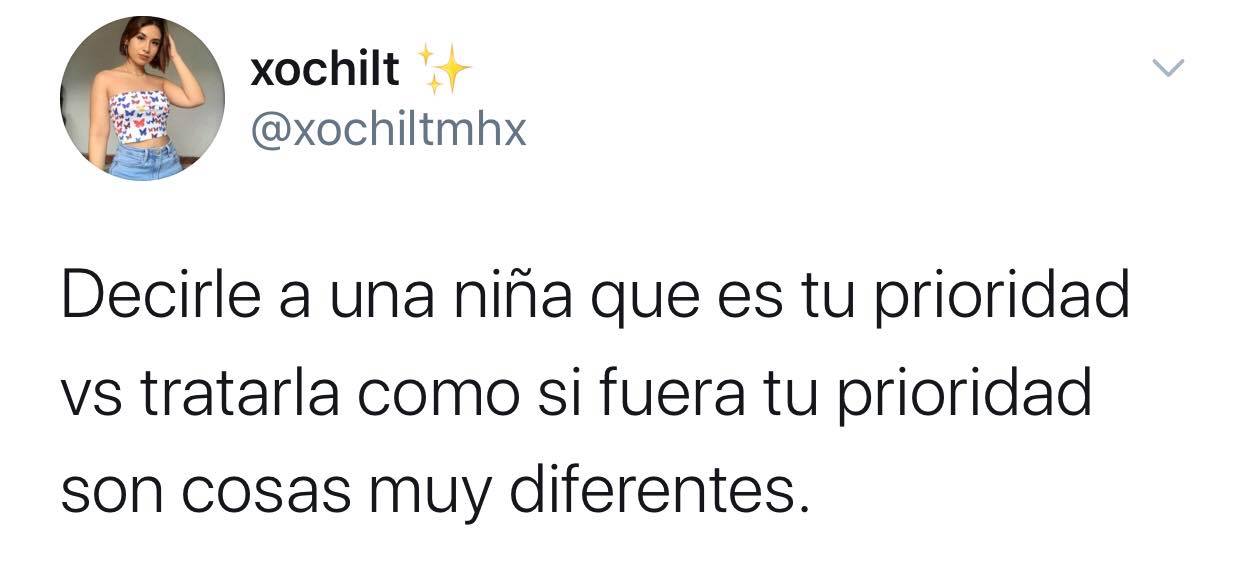 xochilt ✨
@xochiltmhx
Decirle a una niña que es tu prioridad
vs tratarla como si fuera tu prioridad
son cosas muy diferentes.